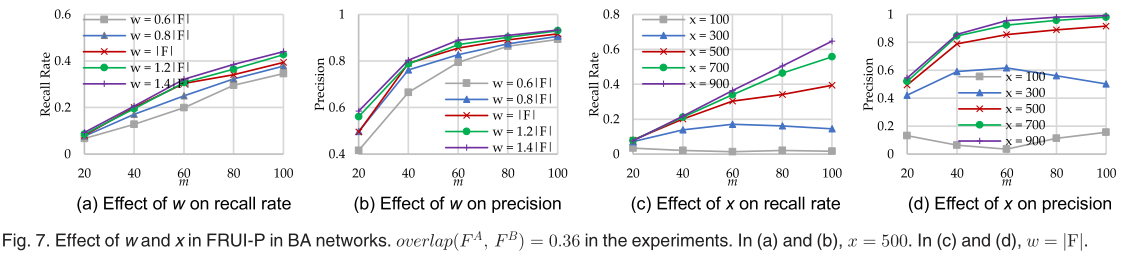 0.6
0.4
0.2
0
Recall Rate
w = 0.6|F|
w = 0.8|F|
w = |F|
w = 1.2|F|
w = 1.4|F|
20 40 60 80 100
m
(a) Effect of w on recall rate
1
0.8
0.6
0.4
Precision
w = 0.6|F|
w = 0.8|F|
w = |F|
w = 1.2|F|
w = 1.4|F|
20 40 60 80 100
m
(b) Effect of w on precision
0.8
0.6
0.4
0.2
0
Recall Rate
x = 100
x = 300
x = 500
x = 700
x = 900
20 40 60 80 100
m
(c) Effect of x on recall rate
1
0.8
0.6
0.4
0.2
0
Precision
x = 100
x = 300
x = 500
x = 700
x = 900
20 40 60 80 100
m
(d) Effect of x on precision
Fig. 7. Effect of w and x in FRUI-P in BA networks. overlap(F^A, F^B) = 0.36 in the experiments. In (a) and (b), x = 500. In (c) and (d), w = |F|.